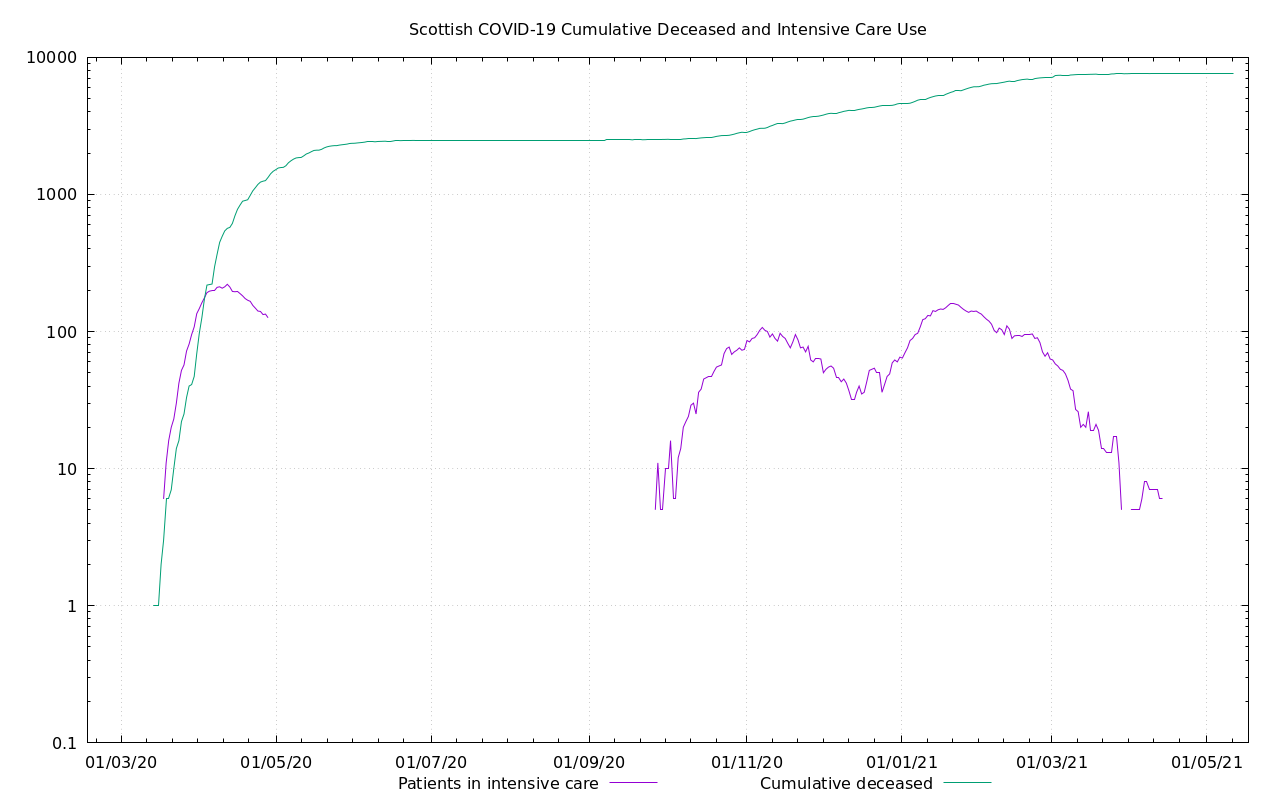 Scottish COVID-19 Cumulative Deceased and Intensive Care Use
10000
1000
100
10
1
0.1
01/03/20 01/05/20 01/07/20 01/09/20 01/11/20 01/01/21 01/03/21 01/05/21
Patients in intensive care Cumulative deceased